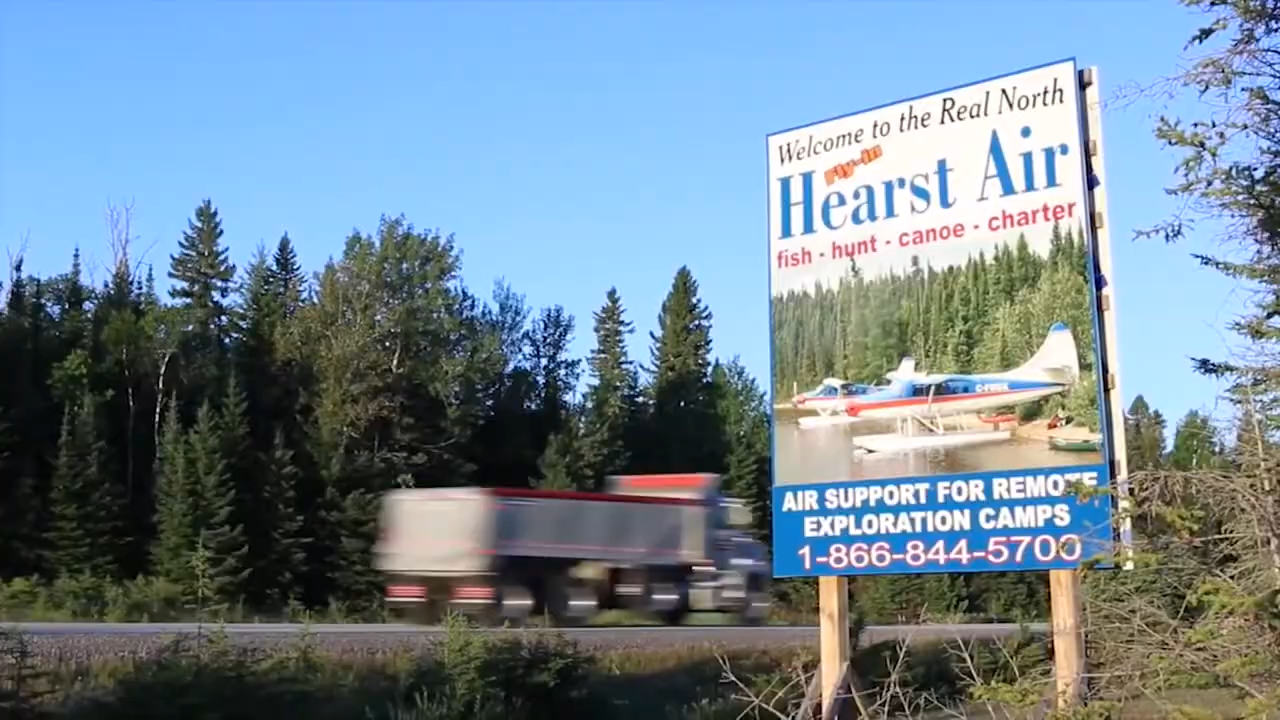 Welcome to the Real North
Fly-in
Hearst Air
fish - hunt - canoe - charter
AIR SUPPORT FOR REMOTE
EXPLORATION CAMPS
1-866-844-5700